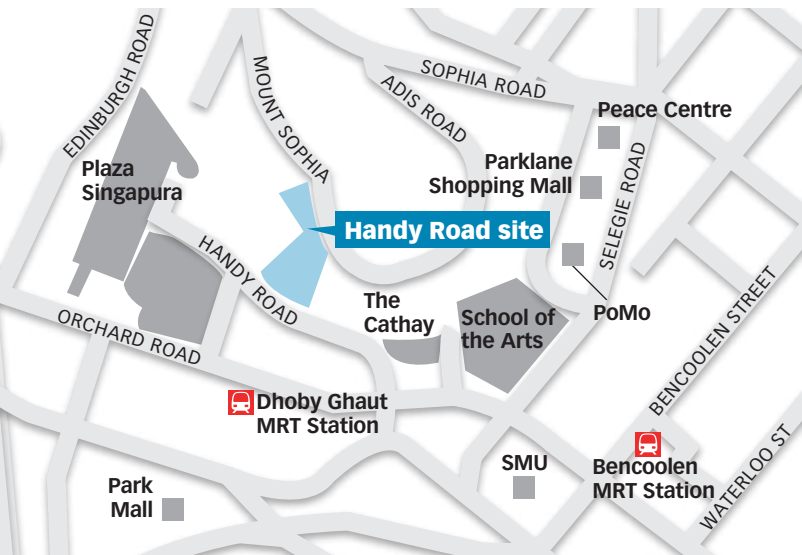 EDINBURGH ROAD
MOUNT SOPHIA
SOPHIA ROAD
ADIS ROAD
Peace Centre
Plaza
Singapura
Parklane
Shopping Mall
SELEGIE ROAD
Handy Road site
HANDY ROAD
The
Cathay
School of
the Arts
PoMo
ORCHARD ROAD
BENCOOLEN STREET
Dhoby Ghaut
MRT Station
SMU
Bencoolen
MRT Station
WATERLOO ST
Park
Mall